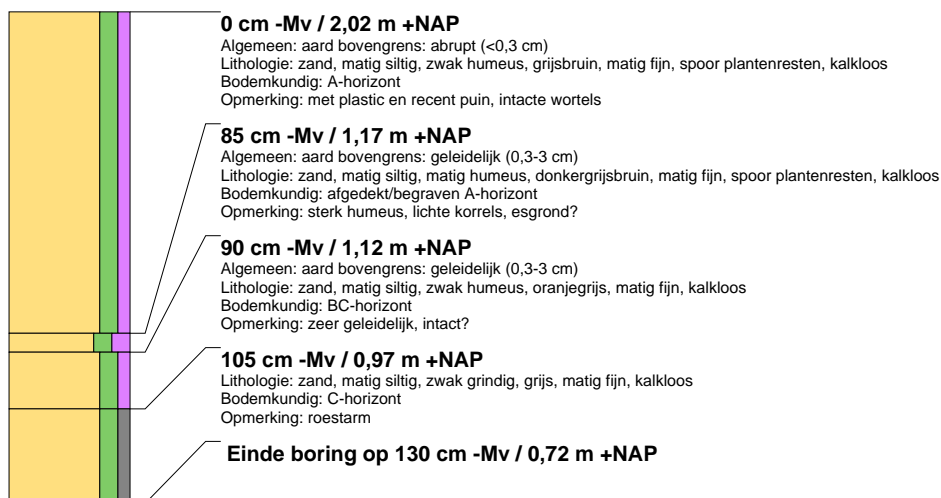 0 cm -Mv / 2,02 m +NAP
Algemeen: aard bovengrens: abrupt (<0,3 cm)
Lithologie: zand, matig siltig, zwak humeus, grijsbruin, matig fijn, spoor plantenresten, kalkloos
Bodemkundig: A-horizont
Opmerking: met plastic en recent puin, intacte wortels
85 cm -Mv / 1,17 m +NAP
Algemeen: aard bovengrens: geleidelijk (0,3-3 cm)
Lithologie: zand, matig siltig, matig humeus, donkergrijsbruin, matig fijn, spoor plantenresten, kalkloos
Bodemkundig: afgedekt/begraven A-horizont
Opmerking: sterk humeus, lichte korrels, esgrond?
90 cm -Mv / 1,12 m +NAP
Algemeen: aard bovengrens: geleidelijk (0,3-3 cm)
Lithologie: zand, matig siltig, zwak humeus, oranjegrijs, matig fijn, kalkloos
Bodemkundig: BC-horizont
Opmerking: zeer geleidelijk, intact?
105 cm -Mv / 0,97 m +NAP
Lithologie: zand, matig siltig, zwak grindig, grijs, matig fijn, kalkloos
Bodemkundig: C-horizont
Opmerking: roestarm
Einde boring op 130 cm -Mv / 0,72 m +NAP